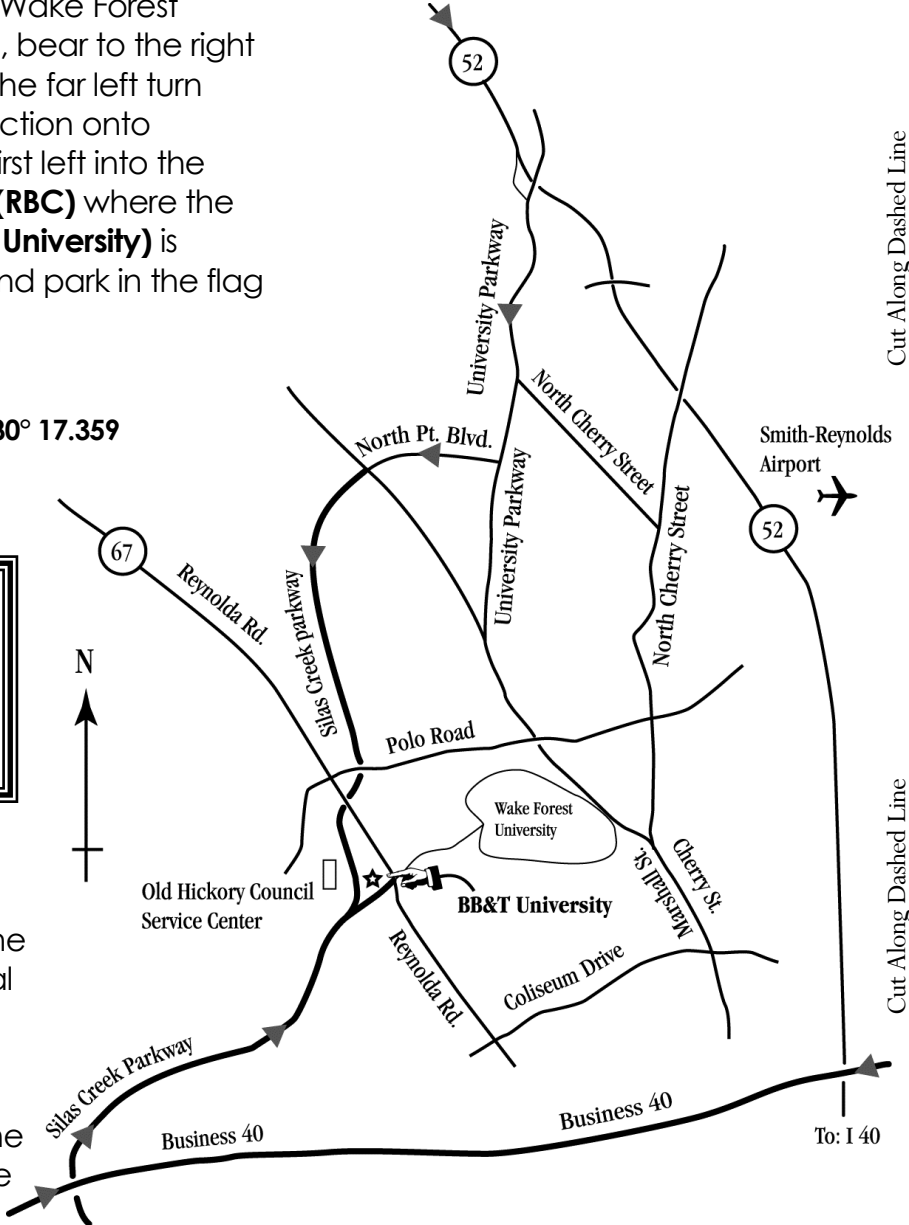 Wake Forest
, bear to the right
he far left turn
ction onto
irst left into the
(RBC) where the
University) is
nd park in the flag
30° 17.359
he
al
ne
e
52
University Parkway
North Cherry Street
North Pt. Blvd.
University Parkway
North Cherry Street
Smith-Reynolds
Airport
52
67
Reynolda Rd.
Silas Creek parkway
N
Polo Road
Wake Forest
University
Old Hickory Council
Service Center
BB&T University
Cherry St.
Marshall St.
Reynolda Rd.
Coliseum Drive
Silas Creek Parkway
Business 40
Business 40
To: I 40
Cut Along Dashed Line
Cut Along Dashed Line